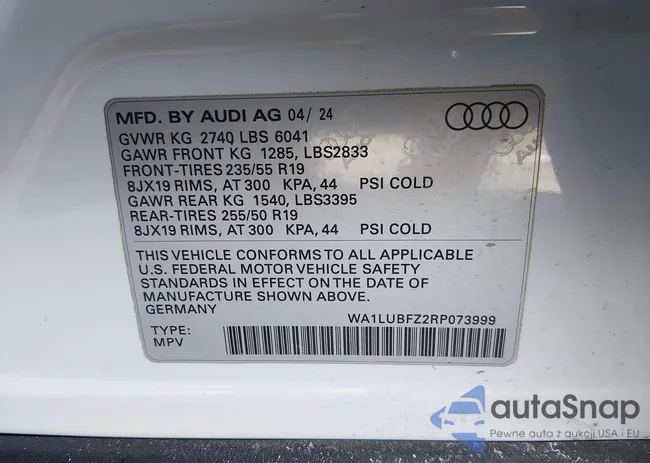 MFD. BY AUDI AG 04/ 24
GVWR KG 2740 LBS 6041
GAWR FRONT KG 1285, LBS2833
FRONT-TIRES 235/55 R19
8JX19 RIMS, AT 300 KPA, 44 PSI COLD
GAWR REAR KG 1540, LBS3395
REAR-TIRES 255/50 R19
8JX19 RIMS, AT 300 KPA, 44 PSI COLD
THIS VEHICLE CONFORMS TO ALL APPLICABLE
U.S. FEDERAL MOTOR VEHICLE SAFETY
STANDARDS IN EFFECT ON THE DATE OF
MANUFACTURE SHOWN ABOVE.
GERMANY
WA1LUBFZ2RP073999
TYPE:
MPV
autaSnap
Pewne auta z aukcji USA i EU